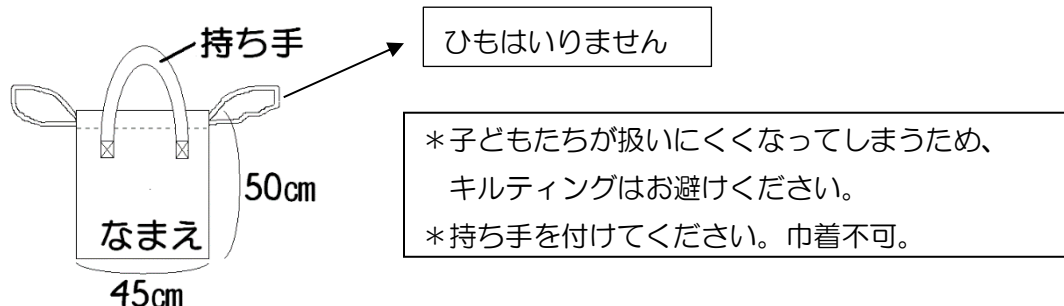 持ち手
ひもはいりません
50cm
なまえ
45cm
＊子どもたちが扱いにくくなってしまうため、
キルティングはお避けください。
＊持ち手を付けてください。巾着不可。